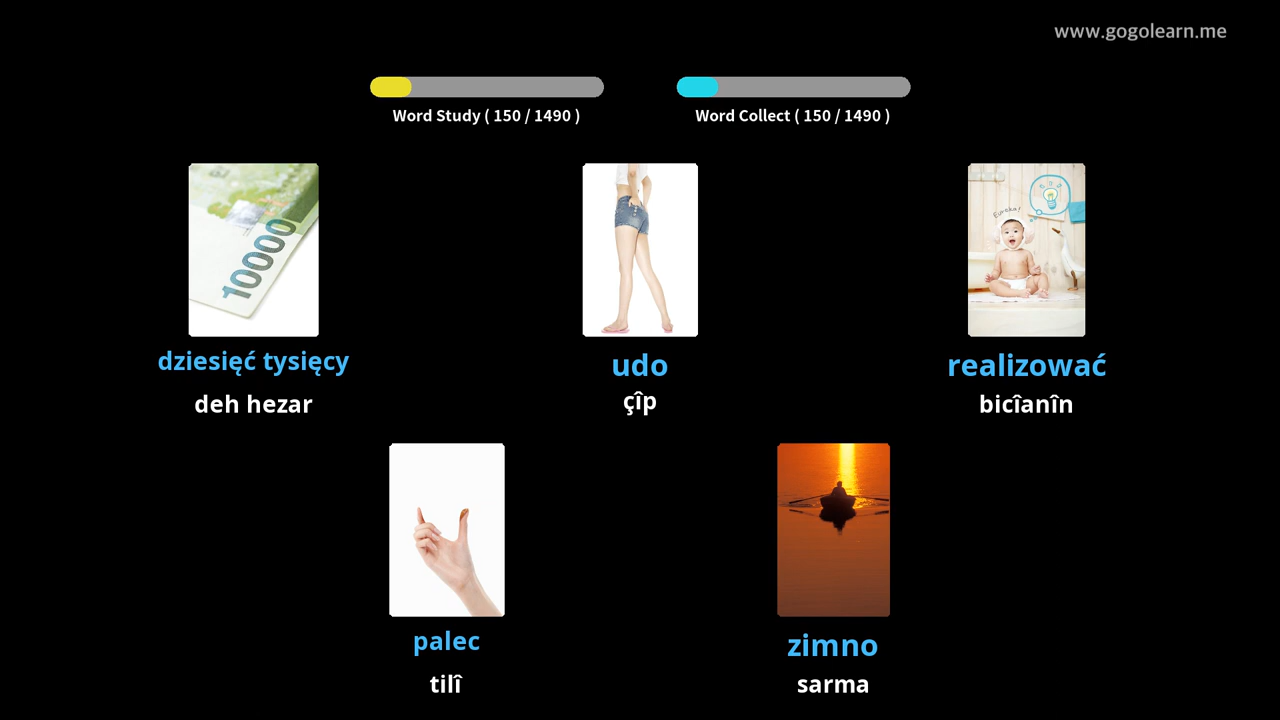 www.gogolearn.me
Word Study ( 150 / 1490 )
Word Collect ( 150 / 1490 )
10000
Eureka!
dziesięć tysięcy
deh hezar
udo
çîp
realizować
bicîanîn
palec
tilî
zimno
sarma